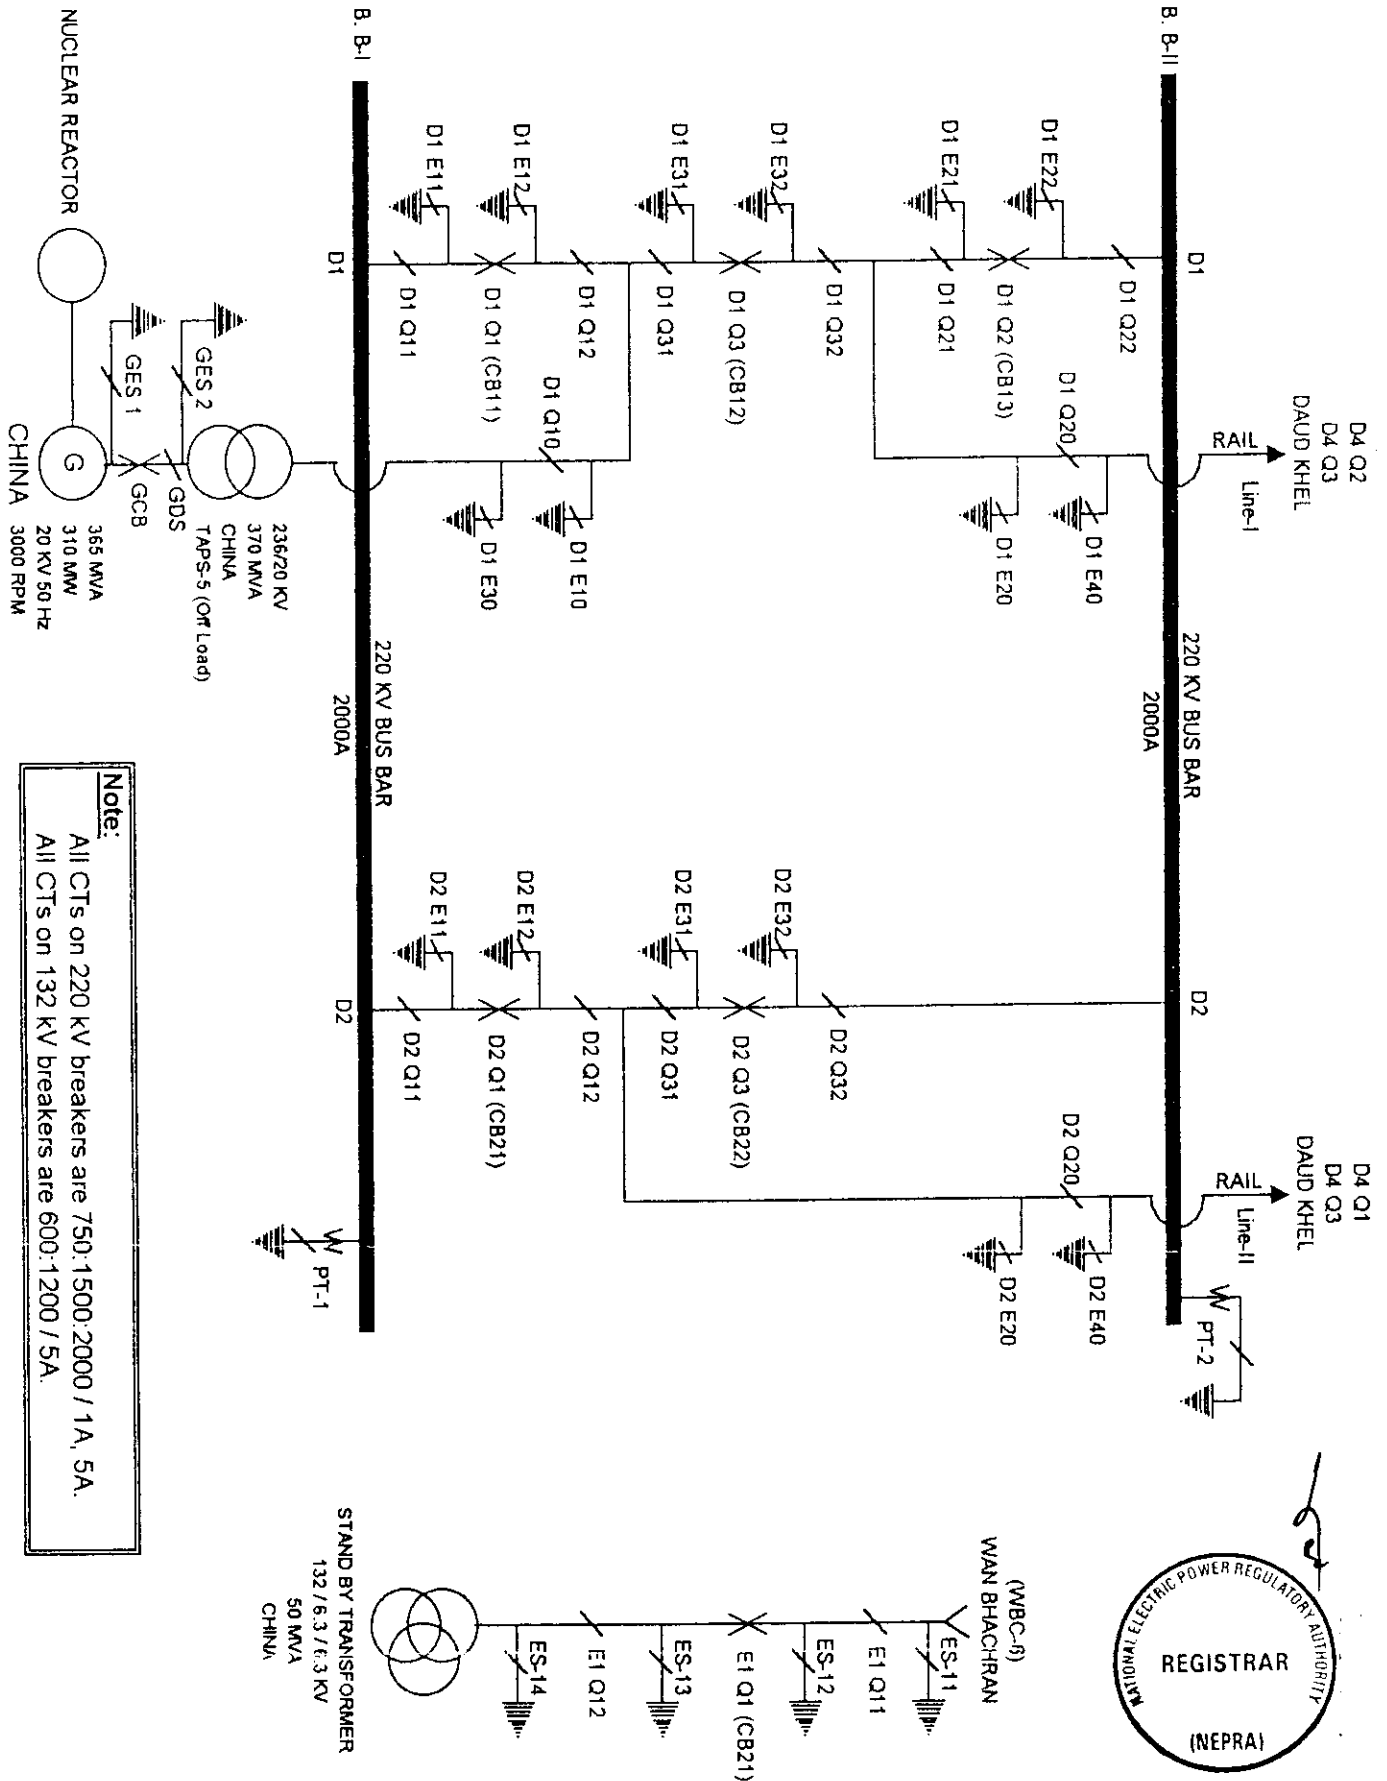 B. B-II
220 KV BUS BAR
2000A
D1
D2
D4 Q2
D4 Q3
DAUD KHEL
RAIL
Line-I
D4 Q1
D4 Q3
DAUD KHEL
RAIL
Line-II
PT-2
D1 E22
D1 Q22
D1 Q2 (CB13)
D1 E21
D1 Q21
D1 Q20
D1 E40
D1 E20
D1 E32
D1 Q32
D1 Q3 (CB12)
D1 E31
D1 Q31
D1 E12
D1 Q12
D1 Q1 (CB11)
D1 E11
D1 Q11
D1 Q10
D1 E10
D1 E30
D2 Q20
D2 E40
D2 E20
D2 E32
D2 Q32
D2 Q3 (CB22)
D2 E31
D2 Q31
D2 E12
D2 Q12
D2 Q1 (CB21)
D2 E11
D2 Q11
B. B-I
220 KV BUS BAR
2000A
D1
D2
PT-1
236/20 KV
370 MVA
CHINA
TAPS-5 (Off Load)
GES 2
GDS
GCB
GES 1
NUCLEAR REACTOR
G
CHINA
365 MVA
310 MW
20 KV 50 Hz
3000 RPM
WAN BHACHRAN
ES-11
E1 Q11
ES-12
E1 Q1 (CB21)
ES-13
E1 Q12
ES-14
STAND BY TRANSFORMER
132 / 6.3 / 6.3 KV
50 MVA
CHINA
Note:
All CTs on 220 kV breakers are 750:1500:2000 / 1A, 5A.
All CTs on 132 kV breakers are 600:1200 / 5A.
NATIONAL ELECTRIC POWER REGULATORY AUTHORITY
REGISTRAR
(NEPRA)